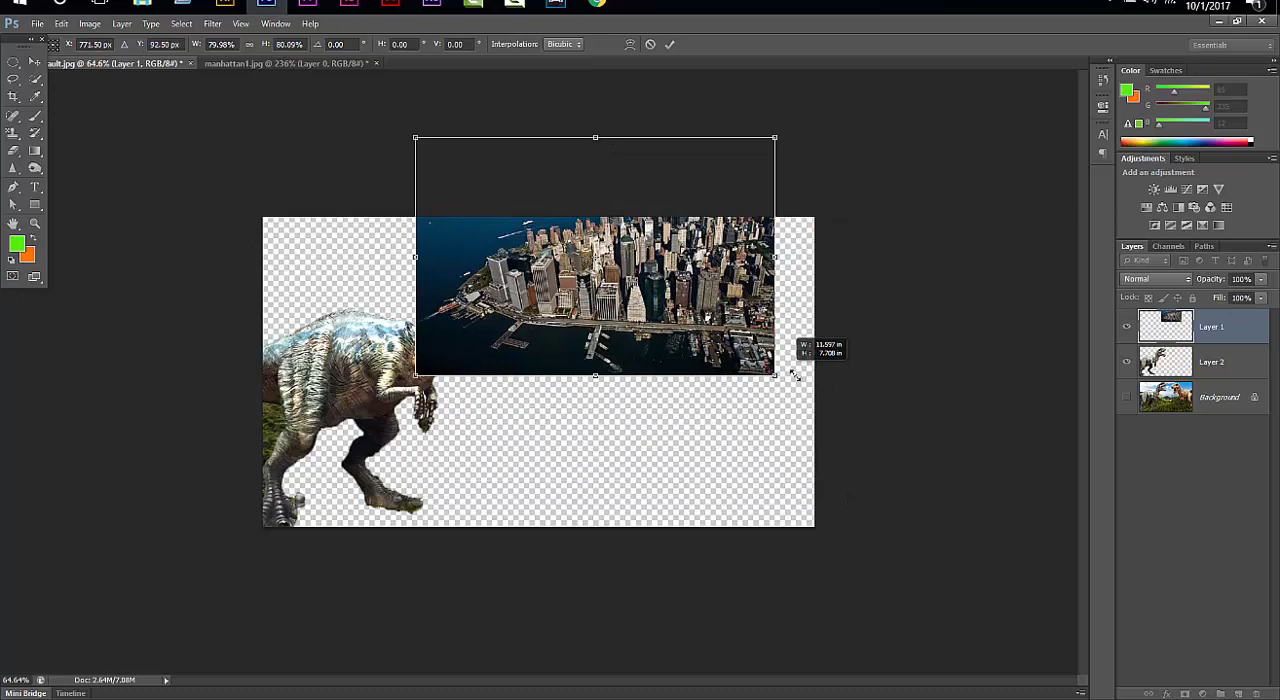 10/1/2017
Ps File Edit Image Layer Type Select Filter View Window Help
X: 771.50 px Y: 92.50 px W: 79.98% H: 80.09% 0.00 ° H: 0.00 ° V: 0.00 ° Interpolation: Bicubic Essentials
ault.jpg @ 64.6% (Layer 1, RGB/8#) * × manhattan1.jpg @ 236% (Layer 0, RGB/8#) * ×
Color Swatches
R
G
B
Adjustments Styles
Add an adjustment
Layers Channels Paths
Kind
Normal Opacity: 100%
Lock: Fill: 100%
Layer 1
Layer 2
Background
W: 11.597 in
H: 7.708 in
64.64% Doc: 2.64M/7.08M
Mini Bridge Timeline